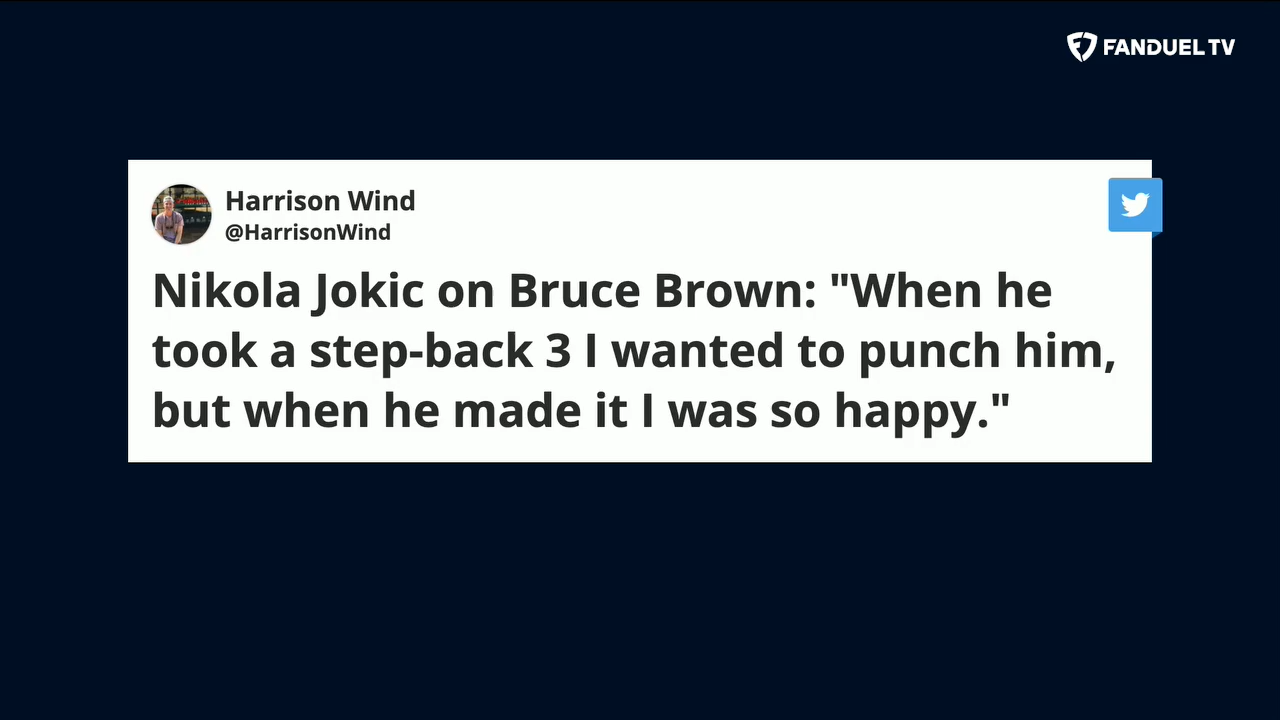 FANDUEL TV
Harrison Wind
@HarrisonWind
Nikola Jokic on Bruce Brown: "When he
took a step-back 3 I wanted to punch him,
but when he made it I was so happy."